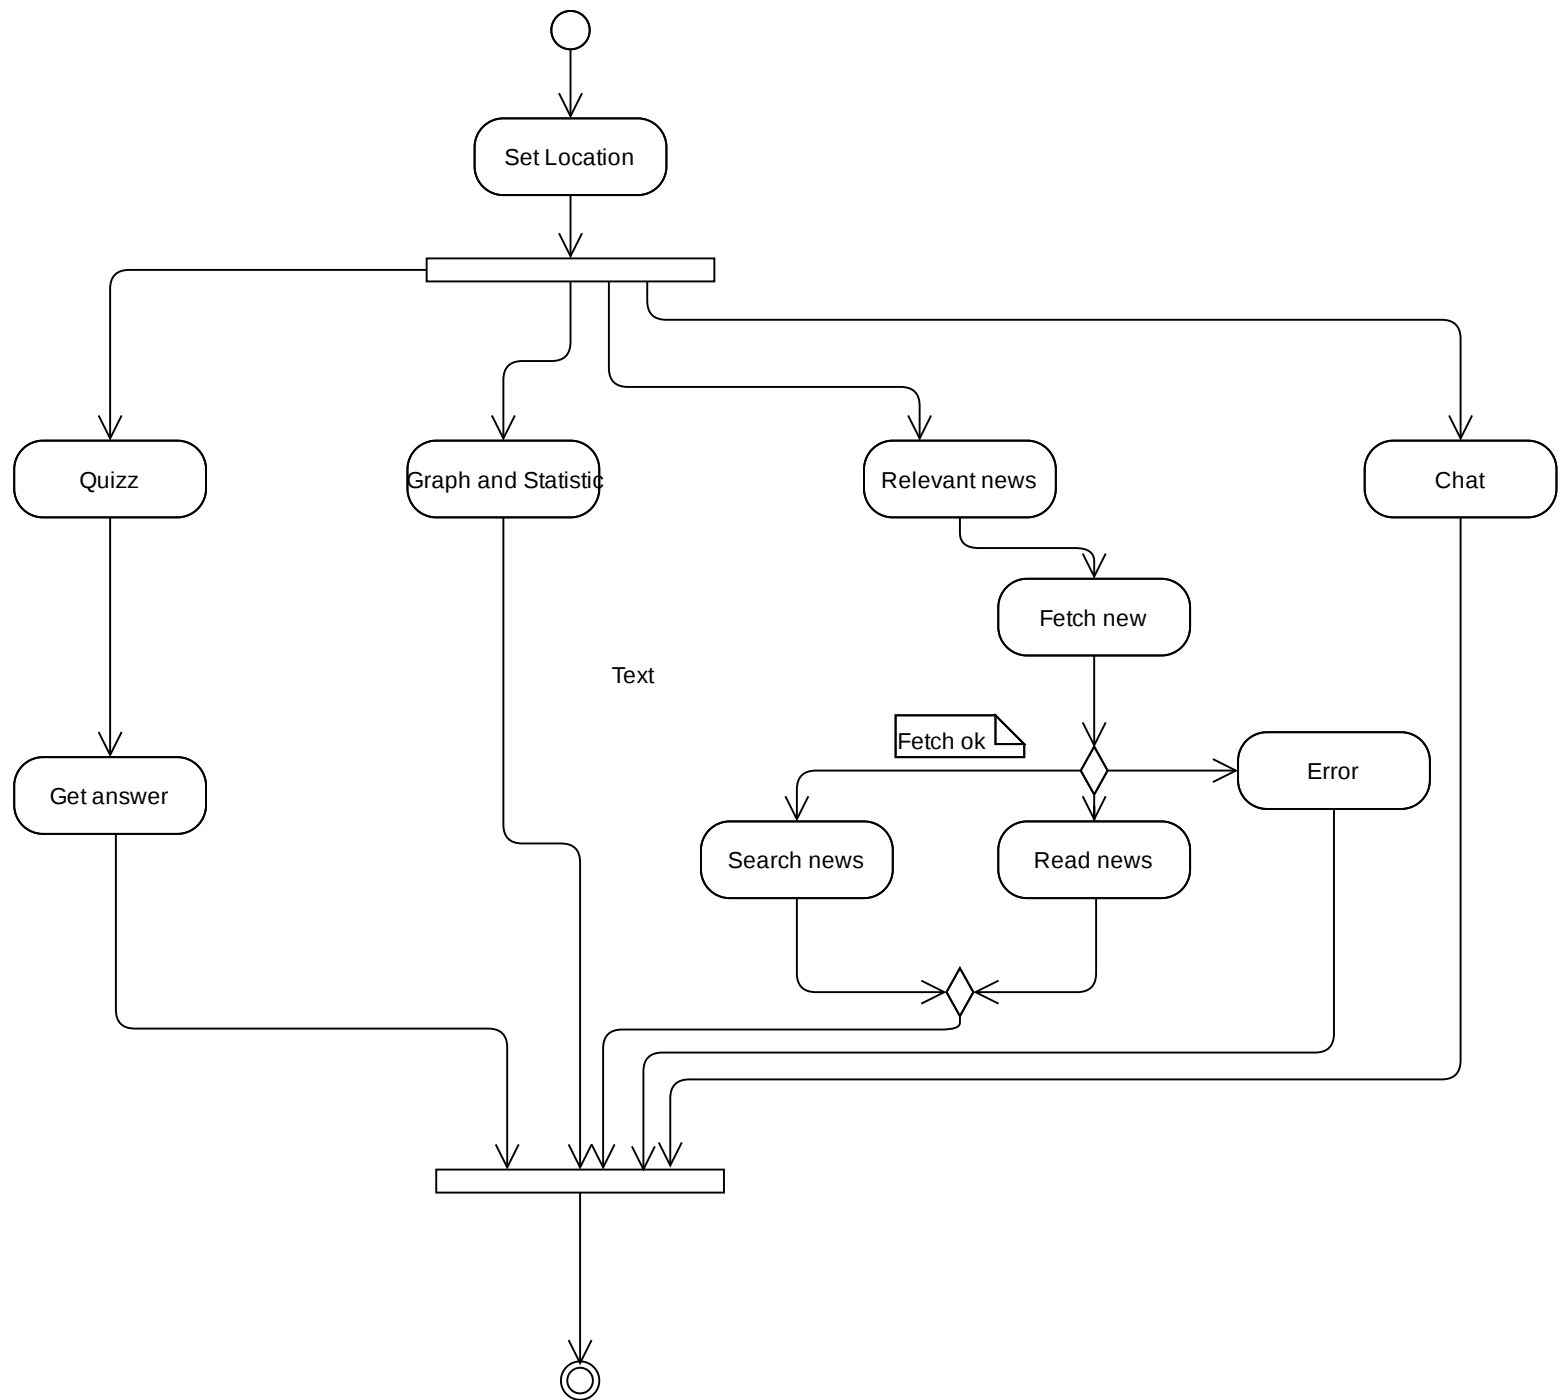 Set Location
Quizz
Graph and Statistic
Relevant news
Chat
Fetch new
Text
Fetch ok
Error
Get answer
Search news
Read news